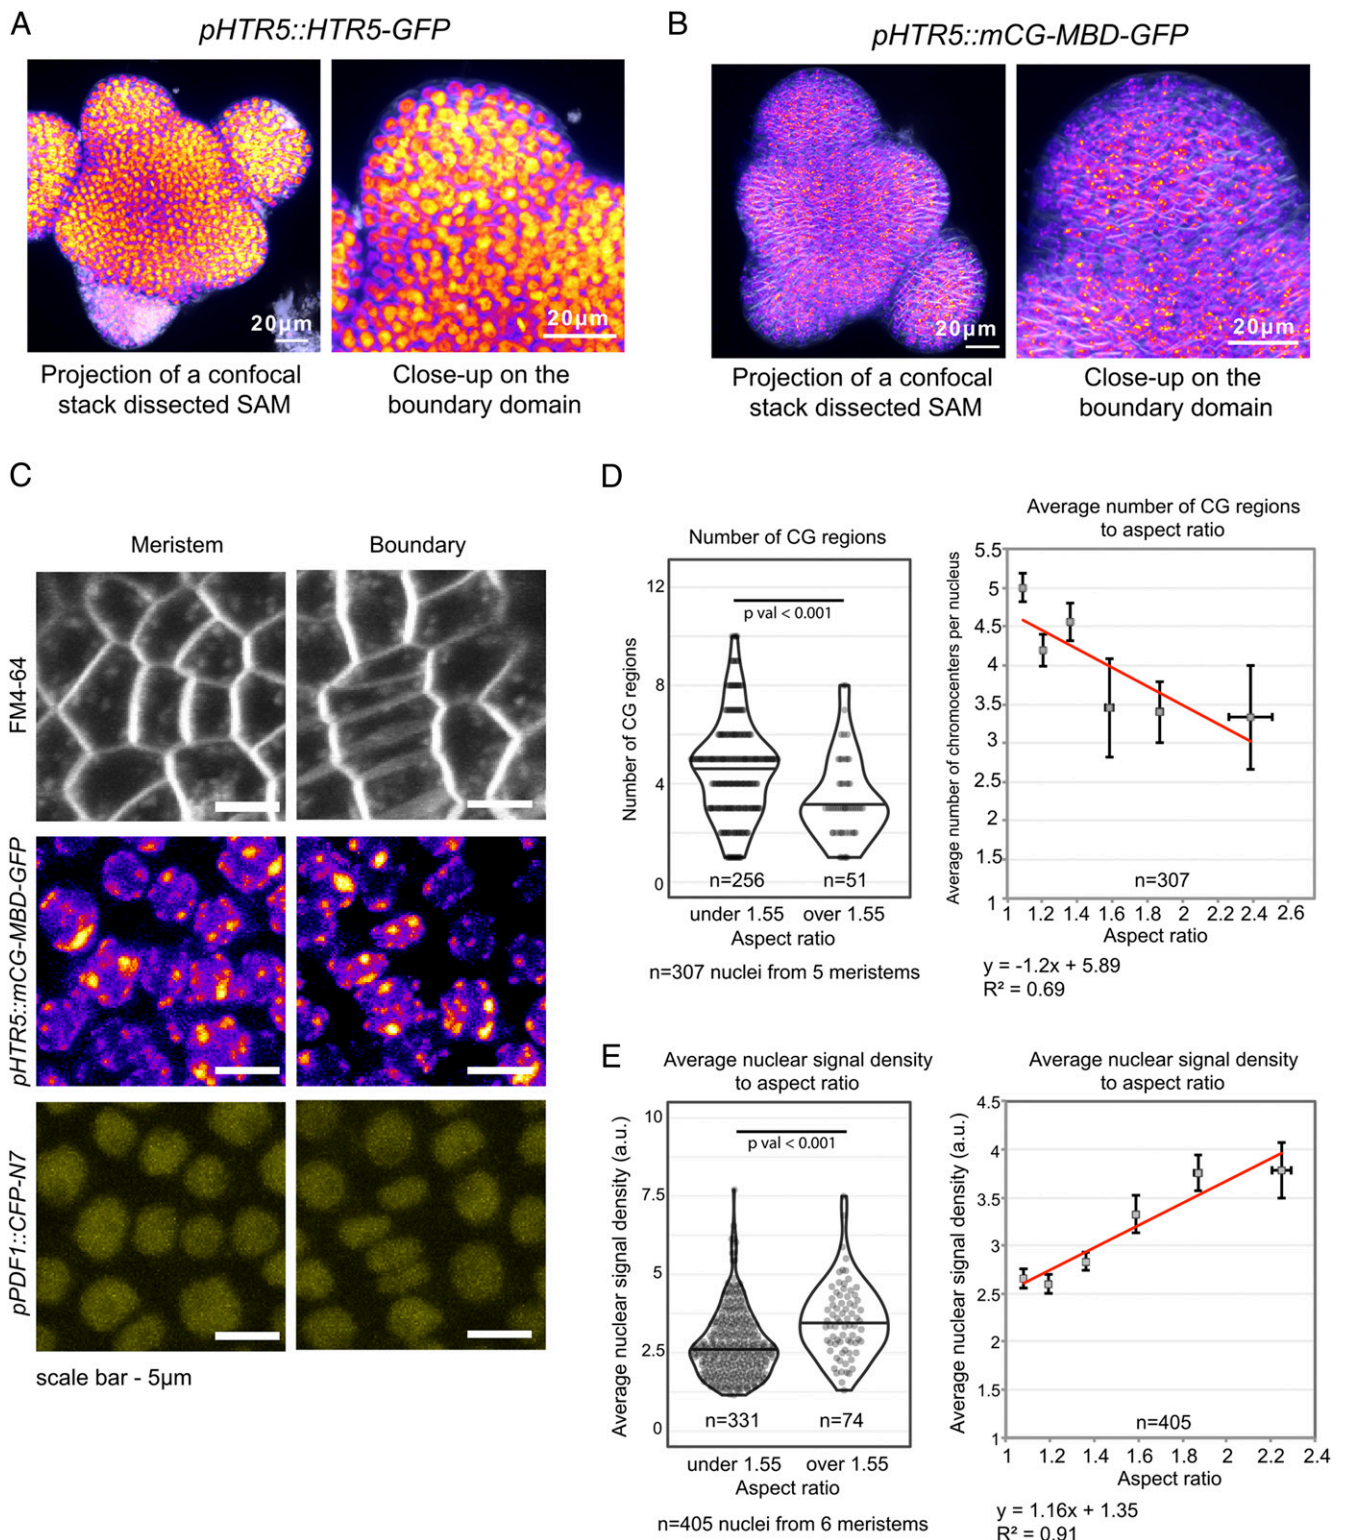 A
pHTR5::HTR5-GFP
20μm
20μm
Projection of a confocal
stack dissected SAM
Close-up on the
boundary domain
B
pHTR5::mCG-MBD-GFP
20μm
20μm
Projection of a confocal
stack dissected SAM
Close-up on the
boundary domain
C
Meristem
Boundary
FM4-64
pHTR5::mCG-MBD-GFP
pPDF1::CFP-N7
scale bar - 5μm
D
Number of CG regions
Number of CG regions
12
8
4
0
p val < 0.001
n=256
n=51
under 1.55
over 1.55
Aspect ratio
n=307 nuclei from 5 meristems
Average number of CG regions
to aspect ratio
Average number of chromocenters per nucleus
5.5
5
4.5
4
3.5
3
2.5
2
1.5
1
n=307
1 1.2 1.4 1.6 1.8 2 2.2 2.4 2.6
Aspect ratio
y = -1.2x + 5.89
R² = 0.69
E
Average nuclear signal density
to aspect ratio
Average nuclear signal density (a.u.)
10
7.5
5
2.5
0
p val < 0.001
n=331
n=74
under 1.55
over 1.55
Aspect ratio
n=405 nuclei from 6 meristems
Average nuclear signal density
to aspect ratio
Average nuclear signal density (a.u.)
4.5
4
3.5
3
2.5
2
1.5
1
n=405
1 1.2 1.4 1.6 1.8 2 2.2 2.4
Aspect ratio
y = 1.16x + 1.35
R² = 0.91